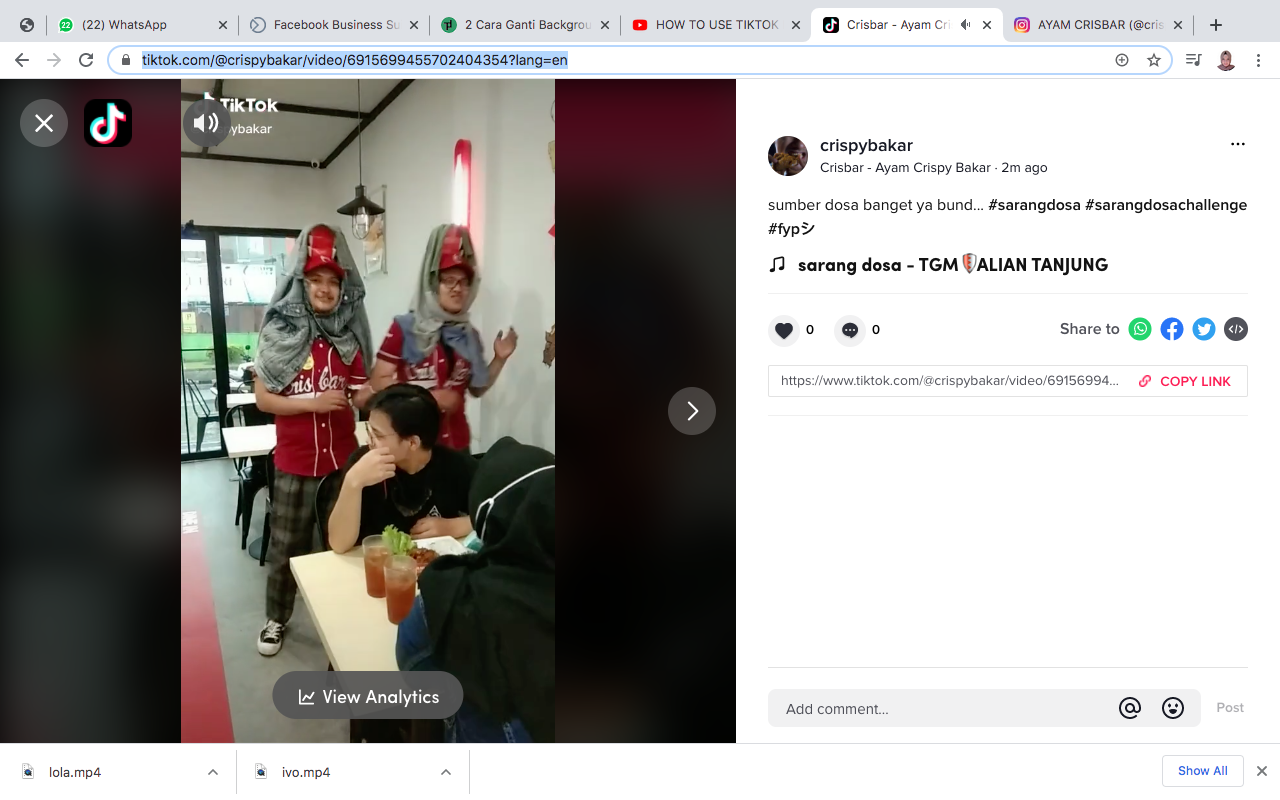 (22) WhatsApp
Facebook Business Su
2 Cara Ganti Backgrou
HOW TO USE TIKTOK
Crisbar - Ayam Cri
AYAM CRISBAR (@cris
tiktok.com/@crispybakar/video/6915699455702404354?lang=en
TikTok
ybakar
Cris bar
View Analytics
crispybakar
Crisbar - Ayam Crispy Bakar · 2m ago
sumber dosa banget ya bund... #sarangdosa #sarangdosachallenge
#fypシ
sarang dosa - TGM🛡ALIAN TANJUNG
0
0
Share to
https://www.tiktok.com/@crispybakar/video/69156994...
COPY LINK
Add comment...
Post
lola.mp4
ivo.mp4
Show All